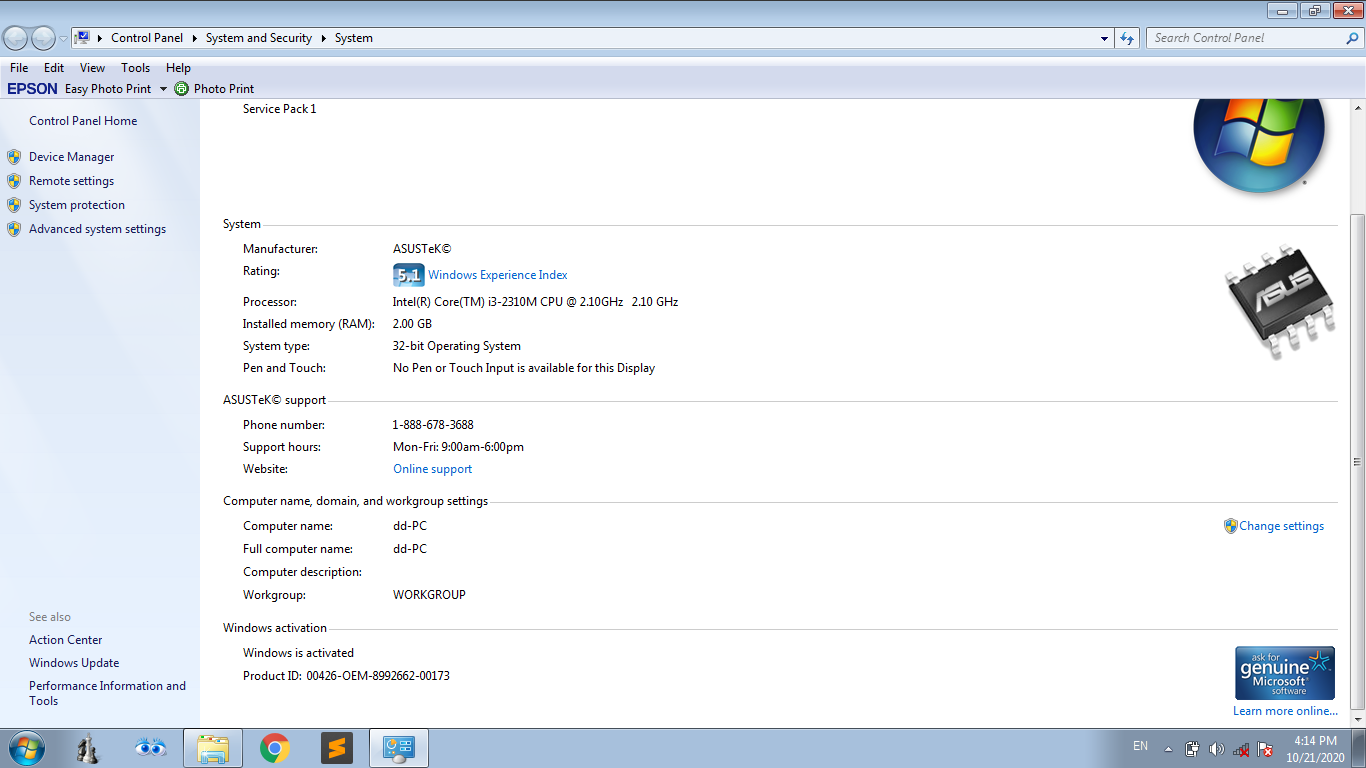 Control Panel System and Security System
Search Control Panel
File Edit View Tools Help
EPSON Easy Photo Print Photo Print
Control Panel Home
Device Manager
Remote settings
System protection
Advanced system settings
See also
Action Center
Windows Update
Performance Information and
Tools
Service Pack 1
System
Manufacturer: ASUSTeK©
Rating: 5.1 Windows Experience Index
Processor: Intel(R) Core(TM) i3-2310M CPU @ 2.10GHz 2.10 GHz
Installed memory (RAM): 2.00 GB
System type: 32-bit Operating System
Pen and Touch: No Pen or Touch Input is available for this Display
ASUS
ASUSTeK© support
Phone number: 1-888-678-3688
Support hours: Mon-Fri: 9:00am-6:00pm
Website: Online support
Computer name, domain, and workgroup settings
Computer name: dd-PC
Change settings
Full computer name: dd-PC
Computer description:
Workgroup: WORKGROUP
Windows activation
Windows is activated
Product ID: 00426-OEM-8992662-00173
ask for
genuine
Microsoft®
software
Learn more online...
EN
4:14 PM
10/21/2020